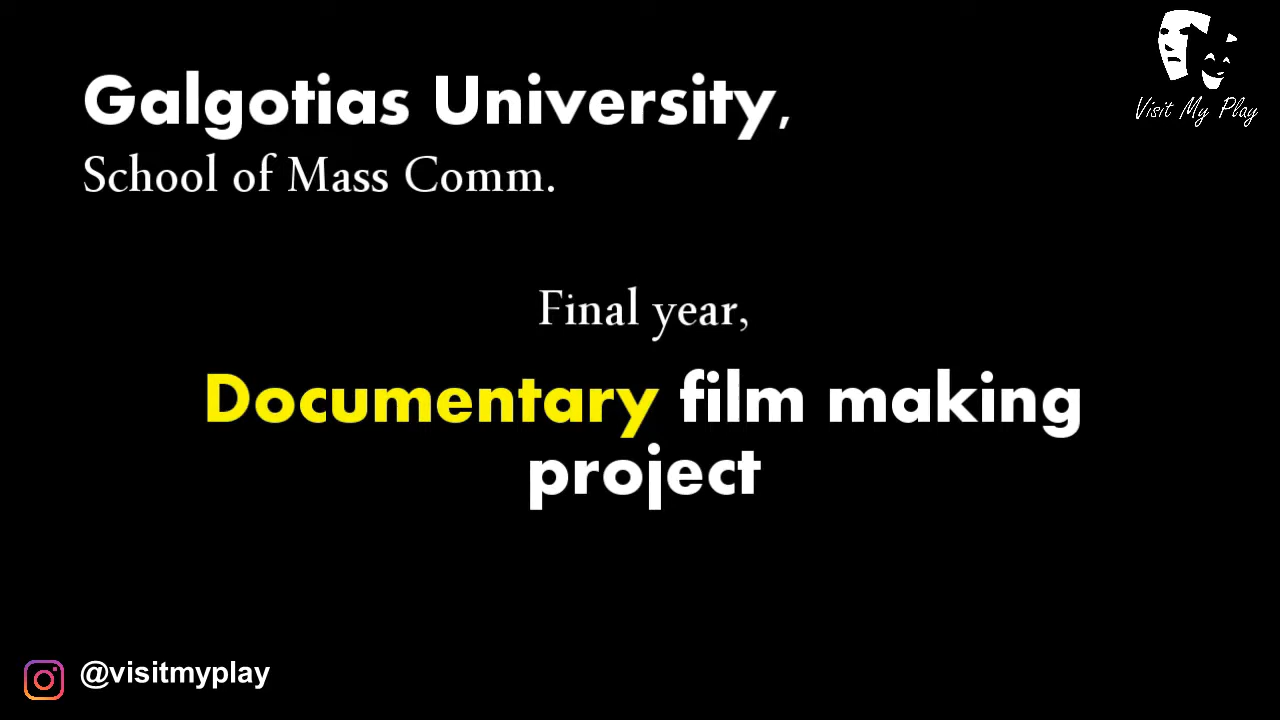 Visit My Play
Galgotias University,
School of Mass Comm.
Final year,
Documentary film making
project
@visitmyplay